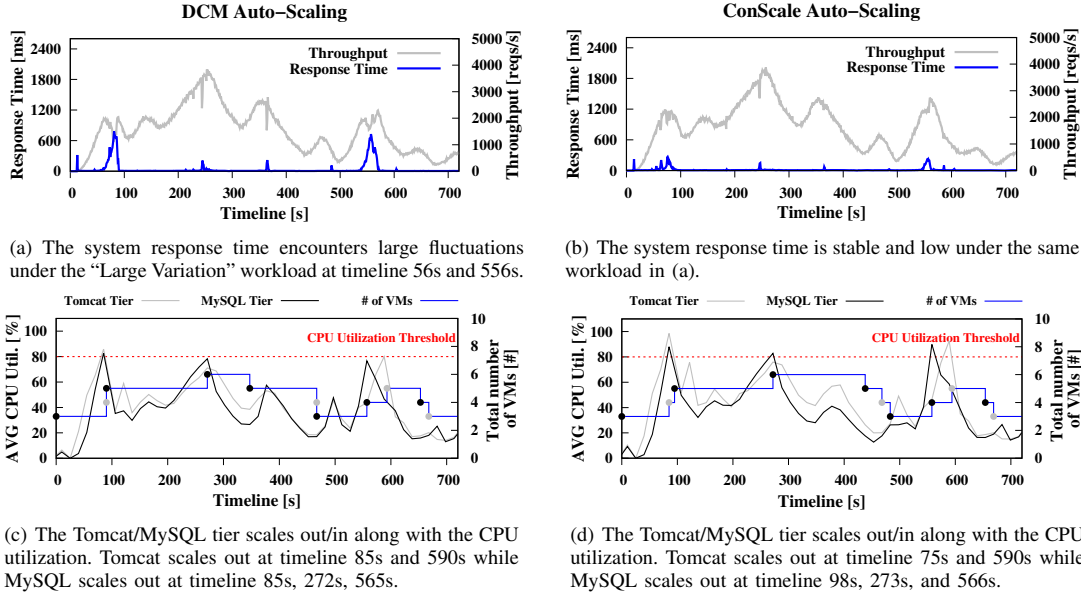 DCM Auto−Scaling
Response Time [ms]
2400
1800
1200
600
0
Throughput
Response Time
5000
4000
3000
2000
1000
0
Throughput [reqs/s]
0 100 200 300 400 500 600 700
Timeline [s]
(a) The system response time encounters large fluctuations
under the “Large Variation” workload at timeline 56s and 556s.
ConScale Auto−Scaling
Response Time [ms]
2400
1800
1200
600
0
Throughput
Response Time
5000
4000
3000
2000
1000
0
Throughput [reqs/s]
0 100 200 300 400 500 600 700
Timeline [s]
(b) The system response time is stable and low under the same
workload in (a).
Tomcat Tier MySQL Tier # of VMs
AVG CPU Util. [%]
100
80
60
40
20
0
CPU Utilization Threshold
10
8
6
4
2
0
Total number
of VMs [#]
0 100 200 300 400 500 600 700
Timeline [s]
(c) The Tomcat/MySQL tier scales out/in along with the CPU
utilization. Tomcat scales out at timeline 85s and 590s while
MySQL scales out at timeline 85s, 272s, 565s.
Tomcat Tier MySQL Tier # of VMs
AVG CPU Util. [%]
100
80
60
40
20
0
CPU Utilization Threshold
10
8
6
4
2
0
Total number
of VMs [#]
0 100 200 300 400 500 600 700
Timeline [s]
(d) The Tomcat/MySQL tier scales out/in along with the CPU
utilization. Tomcat scales out at timeline 75s and 590s while
MySQL scales out at timeline 98s, 273s, and 566s.